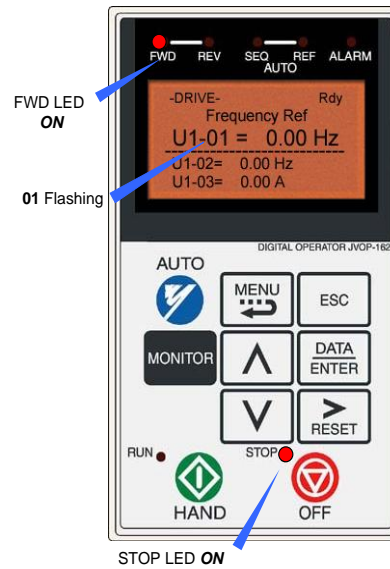 FWD REV SEQ REF ALARM
AUTO
FWD LED
ON
-DRIVE- Rdy
Frequency Ref
U1-01 = 0.00 Hz
U1-02= 0.00 Hz
U1-03= 0.00 A
01 Flashing
DIGITAL OPERATOR JVOP-162
AUTO
MENU
ESC
MONITOR
DATA
ENTER
RESET
RUN
STOP
HAND
OFF
STOP LED ON